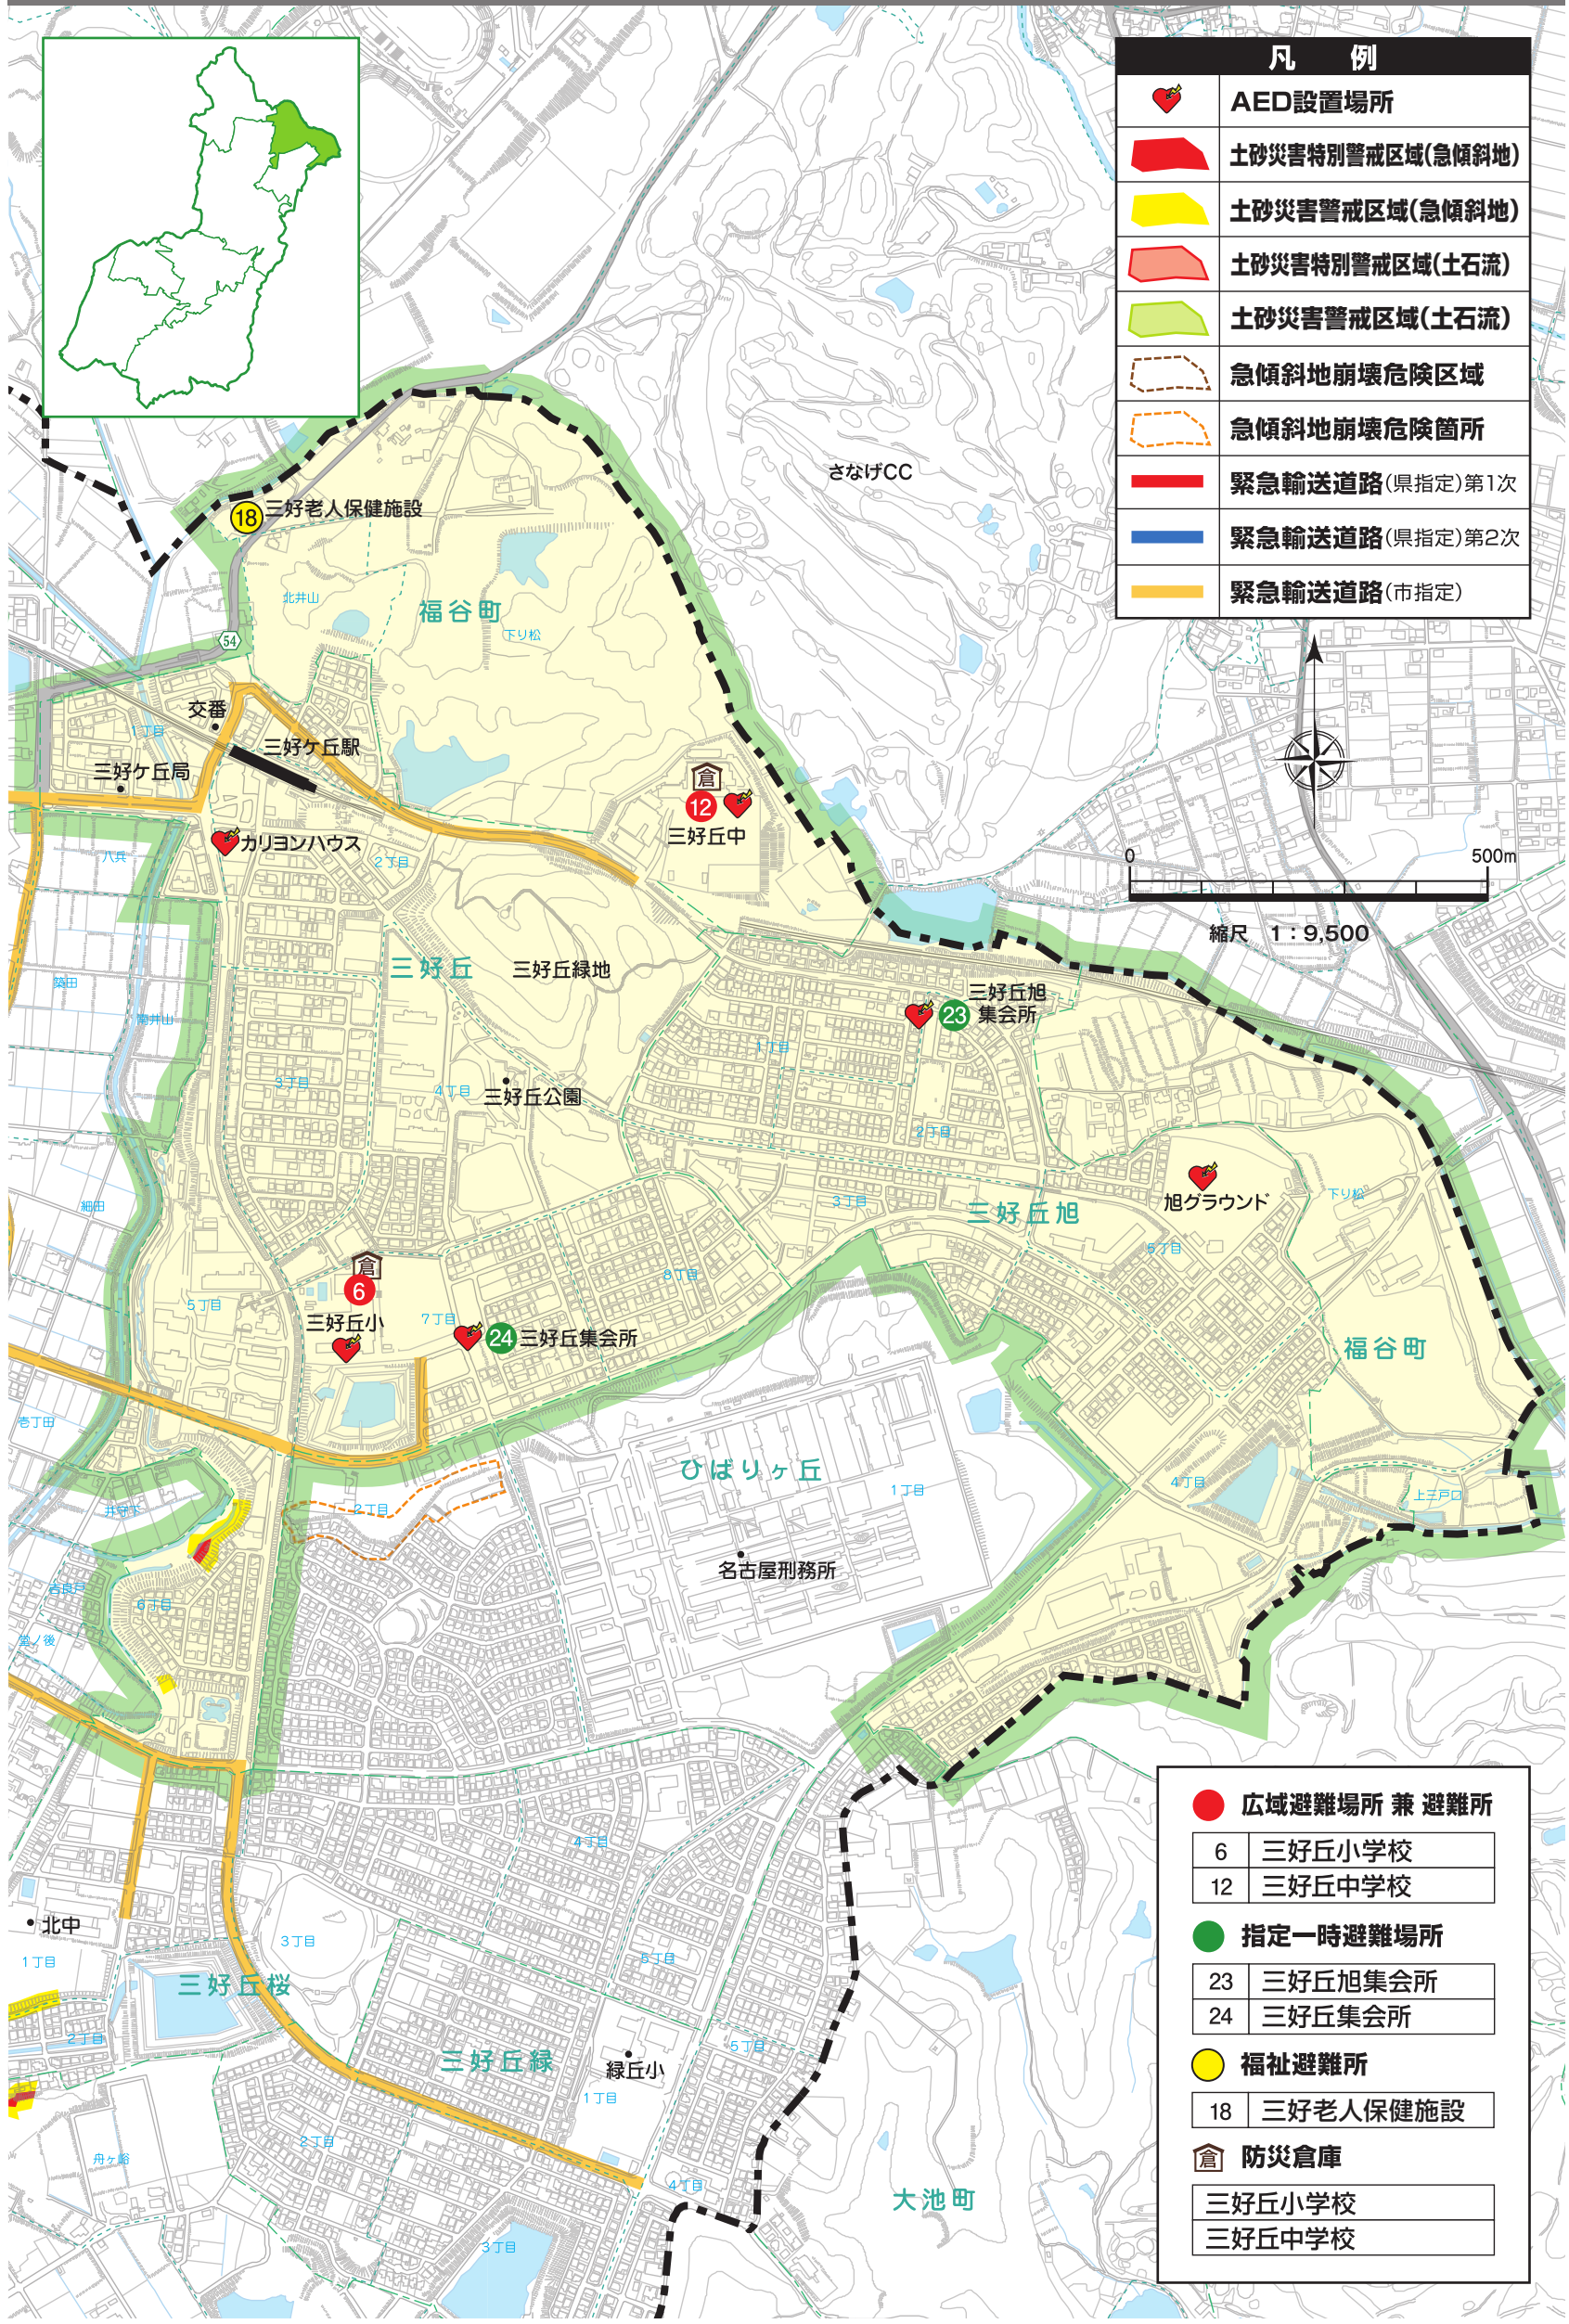 凡 例
AED設置場所
土砂災害特別警戒区域(急傾斜地)
土砂災害警戒区域(急傾斜地)
土砂災害特別警戒区域(土石流)
土砂災害警戒区域(土石流)
急傾斜地崩壊危険区域
急傾斜地崩壊危険箇所
緊急輸送道路(県指定)第1次
緊急輸送道路(県指定)第2次
緊急輸送道路(市指定)
0 500m
縮尺 1:9,500
さなげCC
18 三好老人保健施設
北井山
福谷町
下り松
54
交番
1丁目
三好ケ丘駅
三好ケ丘局
倉
12
三好丘中
カリヨンハウス
八兵
2丁目
三好丘
三好丘緑地
築田
三好丘旭
23 集会所
1丁目
3丁目
4丁目
三好丘公園
2丁目
旭グラウンド
下り松
細田
3丁目
三好丘旭
5丁目
倉
6
8丁目
5丁目
三好丘小
7丁目
24 三好丘集会所
福谷町
壱丁田
ひばりヶ丘
1丁目
4丁目
上三戸口
2丁目
井守下
名古屋刑務所
6丁目
4丁目
北中
3丁目
1丁目
5丁目
三好丘桜
2丁目
三好丘緑
緑丘小
5丁目
1丁目
2丁目
4丁目
大池町
3丁目
広域避難場所 兼 避難所
6 三好丘小学校
12 三好丘中学校
指定一時避難場所
23 三好丘旭集会所
24 三好丘集会所
福祉避難所
18 三好老人保健施設
倉 防災倉庫
三好丘小学校
三好丘中学校